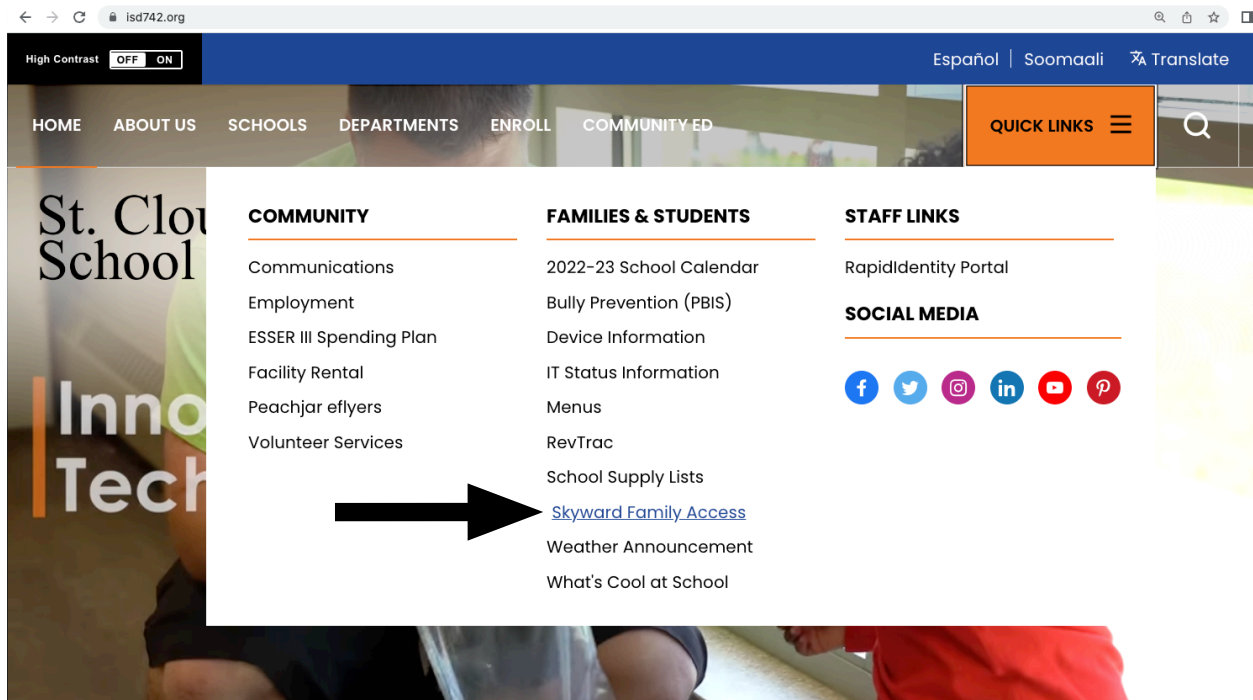 isd742.org
High Contrast OFF ON
Español Soomaali Translate
HOME ABOUT US SCHOOLS DEPARTMENTS ENROLL COMMUNITY ED QUICK LINKS
St.
School
COMMUNITY
Communications
Employment
ESSER III Spending Plan
Facility Rental
Peachjar eflyers
Volunteer Services
FAMILIES & STUDENTS
2022-23 School Calendar
Bully Prevention (PBIS)
Device Information
IT Status Information
Menus
RevTrac
School Supply Lists
Skyward Family Access
Weather Announcement
What's Cool at School
STAFF LINKS
RapidIdentity Portal
SOCIAL MEDIA